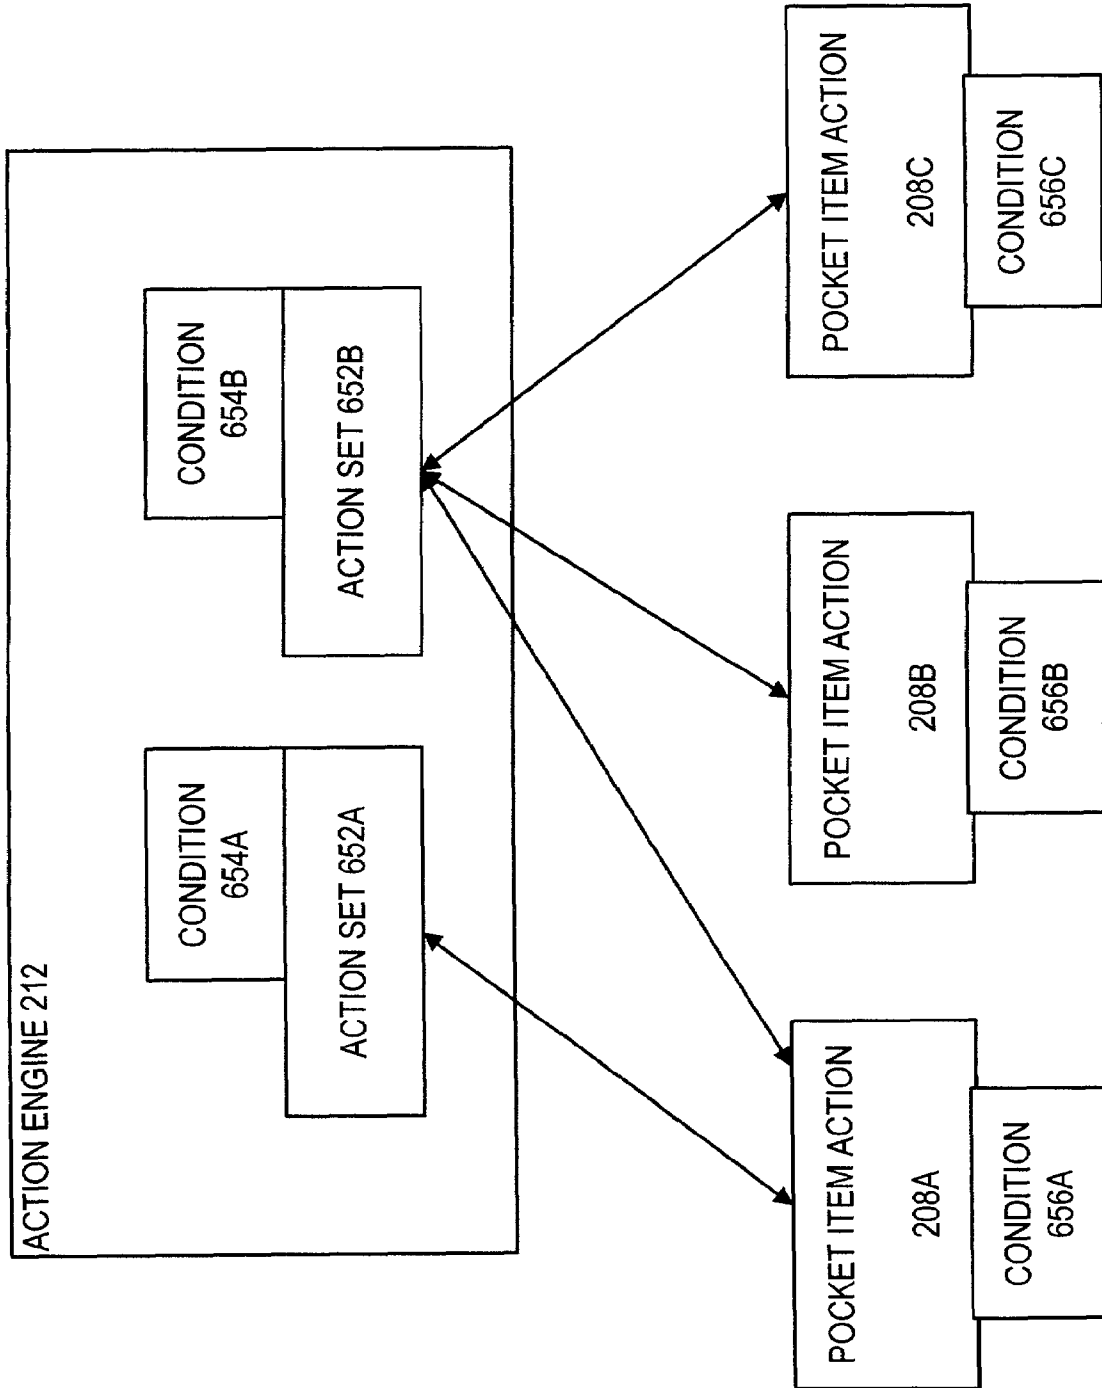 ACTION ENGINE 212
CONDITION
654A
ACTION SET 652A
CONDITION
654B
ACTION SET 652B
POCKET ITEM ACTION
208A
CONDITION
656A
POCKET ITEM ACTION
208B
CONDITION
656B
POCKET ITEM ACTION
208C
CONDITION
656C